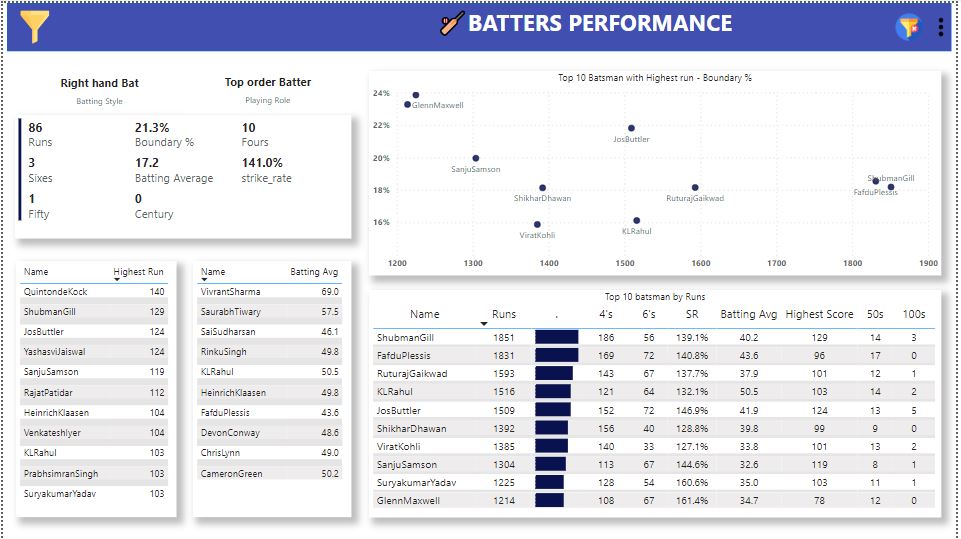 BATTERS PERFORMANCE
Right hand Bat
Batting Style
Top order Batter
Playing Role
86 21.3% 10
Runs Boundary % Fours
3 17.2 141.0%
Sixes Batting Average strike_rate
1 0
Fifty Century
Top 10 Batsman with Highest run - Boundary %
24%
22%
20%
18%
16%
GlennMaxwell
JosButtler
SanjuSamson
ShubmanGill
ShikharDhawan
RuturajGaikwad
FafduPlessis
ViratKohli
KLRahul
1200 1300 1400 1500 1600 1700 1800 1900
Name Highest Run
QuintondeKock 140
ShubmanGill 129
JosButtler 124
YashasviJaiswal 124
SanjuSamson 119
RajatPatidar 112
HeinrichKlaasen 104
VenkateshIyer 104
KLRahul 103
PrabhsimranSingh 103
SuryakumarYadav 103
Name Batting Avg
VivrantSharma 69.0
SaurabhTiwary 57.5
SaiSudharsan 46.1
RinkuSingh 49.8
KLRahul 50.5
HeinrichKlaasen 49.8
FafduPlessis 43.6
DevonConway 48.6
ChrisLynn 49.0
CameronGreen 50.2
Top 10 batsman by Runs
Name Runs . 4's 6's SR Batting Avg Highest Score 50s 100s
ShubmanGill 1851 186 56 139.1% 40.2 129 14 3
FafduPlessis 1831 169 72 140.8% 43.6 96 17 0
RuturajGaikwad 1593 143 67 137.7% 37.9 101 12 1
KLRahul 1516 121 64 132.1% 50.5 103 14 2
JosButtler 1509 152 72 146.9% 41.9 124 13 5
ShikharDhawan 1392 156 40 128.8% 39.8 99 9 0
ViratKohli 1385 140 33 127.1% 33.8 101 13 2
SanjuSamson 1304 113 67 144.6% 32.6 119 8 1
SuryakumarYadav 1225 128 54 160.6% 35.0 103 11 1
GlennMaxwell 1214 108 67 161.4% 34.7 78 12 0